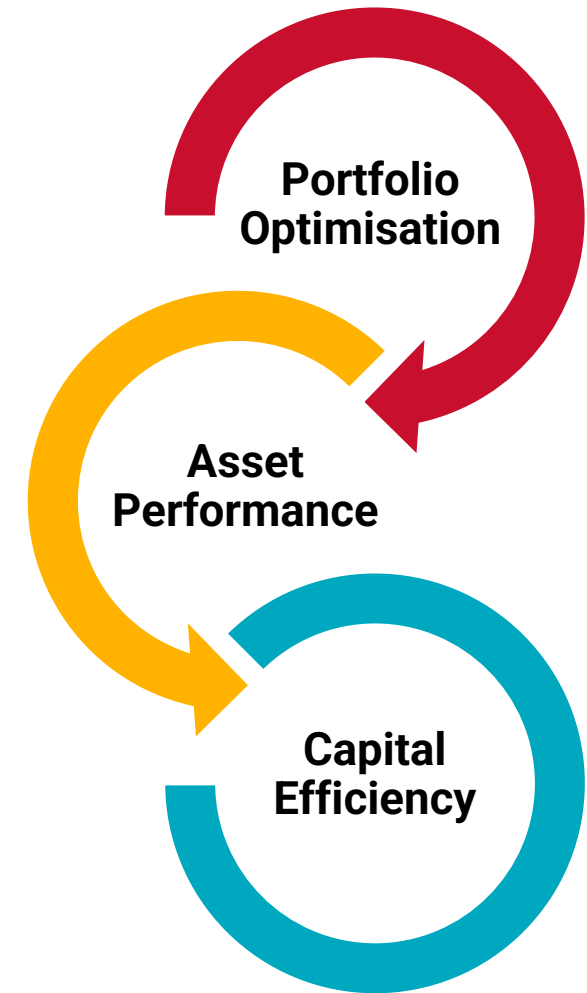 Portfolio
Optimisation
Asset
Performance
Capital
Efficiency